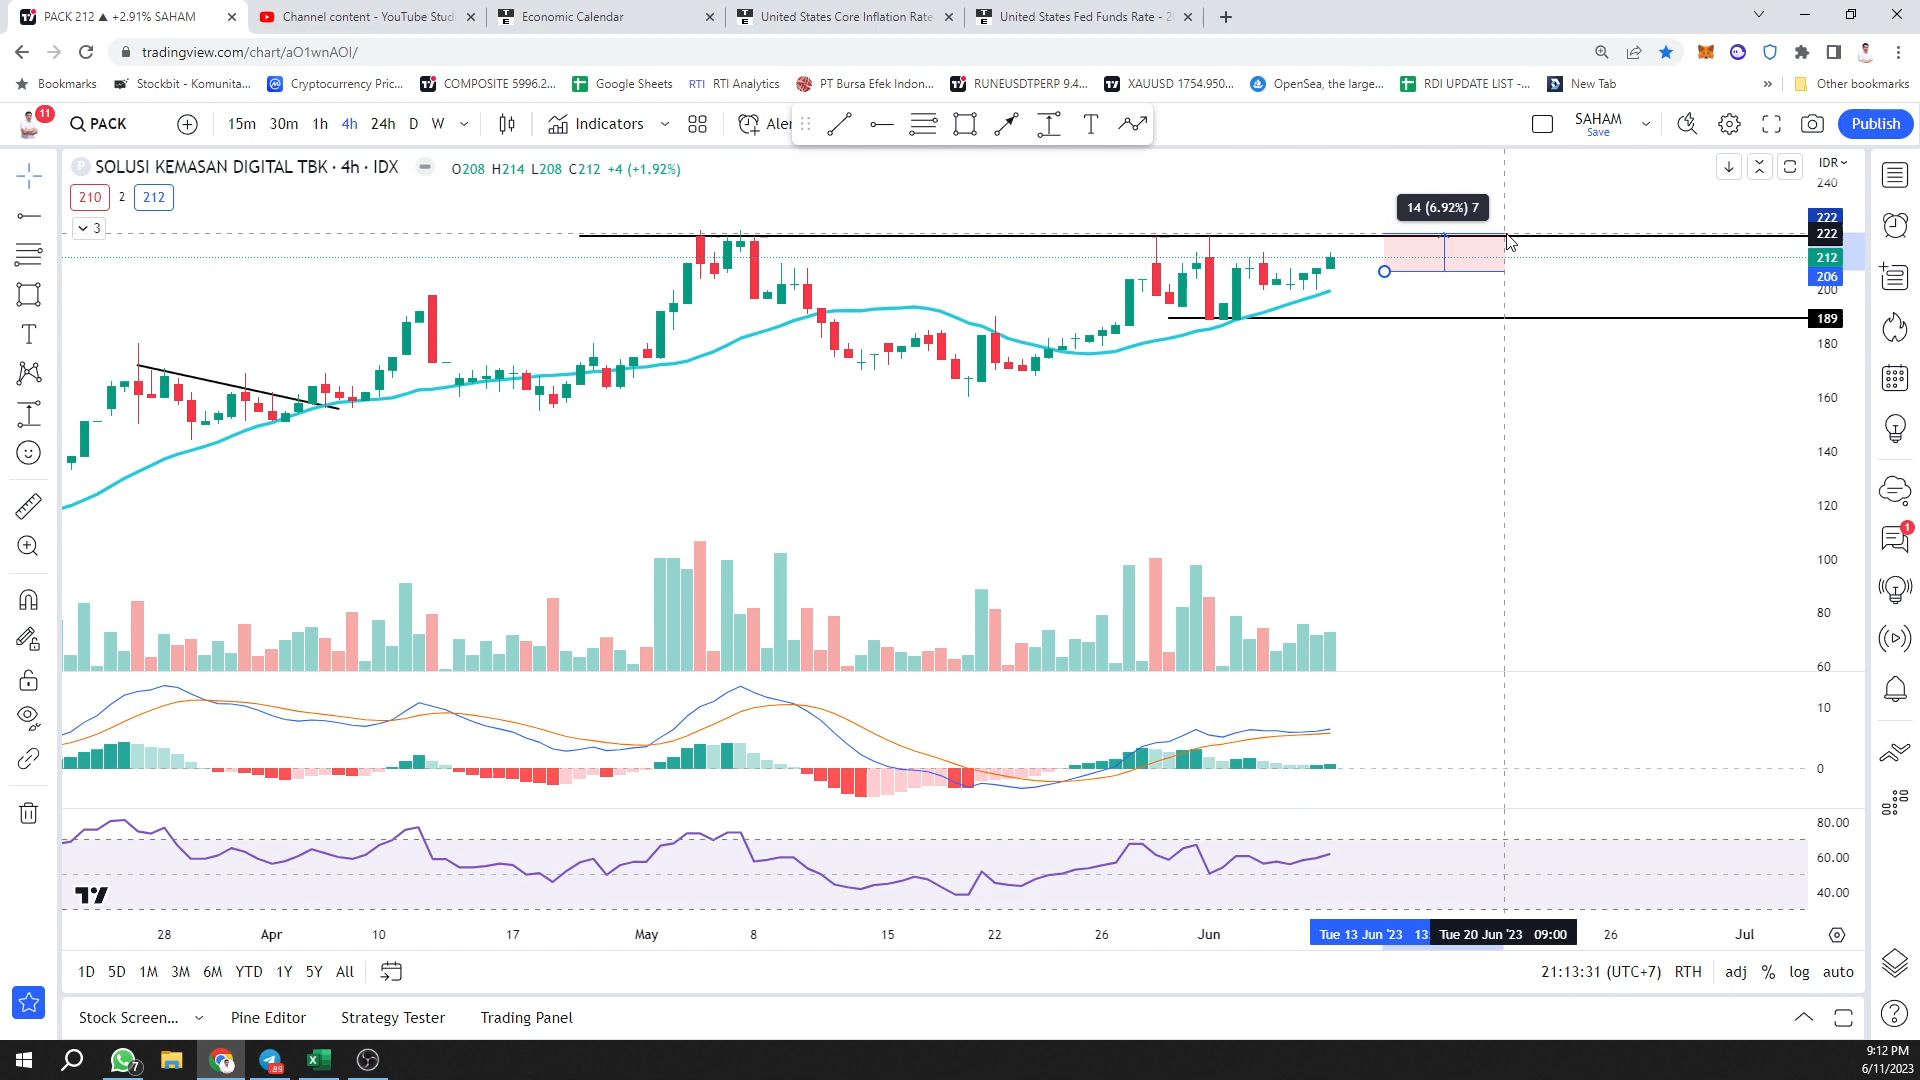 PACK 212 ▲ +2.91% SAHAM
Channel content - YouTube Studi
Economic Calendar
United States Core Inflation Rate
United States Fed Funds Rate - 2
tradingview.com/chart/aO1wnAOI/
Bookmarks
Stockbit - Komunita...
Cryptocurrency Pric...
COMPOSITE 5996.2...
Google Sheets
RTI RTI Analytics
PT Bursa Efek Indon...
RUNEUSDTPERP 9.4...
XAUUSD 1754.950...
OpenSea, the large...
RDI UPDATE LIST -...
New Tab
»
Other bookmarks
11
PACK
15m 30m 1h 4h 24h D W
Indicators
Aler
SAHAM
Save
Publish
SOLUSI KEMASAN DIGITAL TBK · 4h · IDX
O208 H214 L208 C212 +4 (+1.92%)
IDR
210 2 212
3
14 (6.92%) 7
240
222
222
212
206
200
189
180
160
140
120
100
80
60
10
0
80.00
60.00
40.00
28 Apr 10 17 May 8 15 22 26 Jun
Tue 13 Jun '23 13:
Tue 20 Jun '23 09:00
26 Jul
1D 5D 1M 3M 6M YTD 1Y 5Y All
21:13:31 (UTC+7) RTH adj % log auto
Stock Screen... Pine Editor Strategy Tester Trading Panel
1
7
89
9:12 PM
6/11/2023